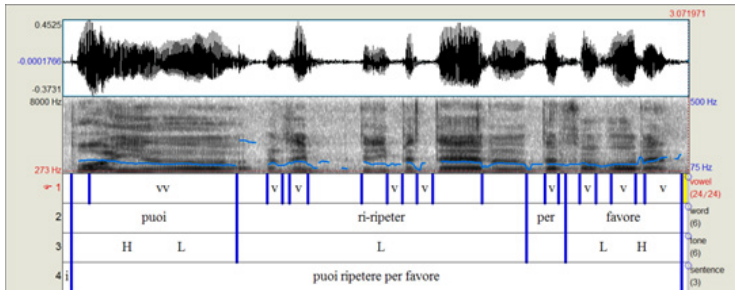 3.071971
0.4525
-0.0001766
-0.3731
8000 Hz 500 Hz
273 Hz 75 Hz
1 vv v v v v v v v v vowel (24/24)
2 puoi ri-ripeter per favore word (6)
3 H L L L H tone (6)
4 i puoi ripetere per favore sentence (3)